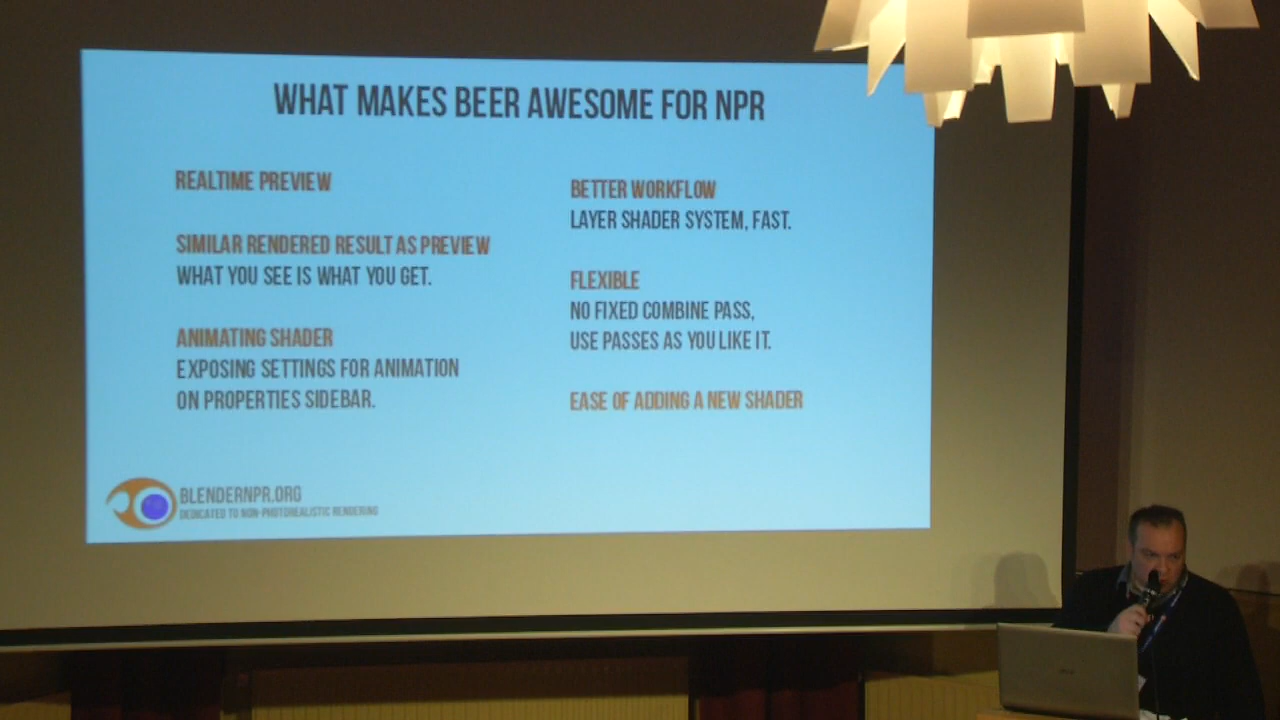 WHAT MAKES BEER AWESOME FOR NPR
REALTIME PREVIEW
SIMILAR RENDERED RESULT AS PREVIEW
WHAT YOU SEE IS WHAT YOU GET.
ANIMATING SHADER
EXPOSING SETTINGS FOR ANIMATION
ON PROPERTIES SIDEBAR.
BETTER WORKFLOW
LAYER SHADER SYSTEM, FAST.
FLEXIBLE
NO FIXED COMBINE PASS,
USE PASSES AS YOU LIKE IT.
EASE OF ADDING A NEW SHADER
BLENDERNPR.ORG
DEDICATED TO NON-PHOTOREALISTIC RENDERING